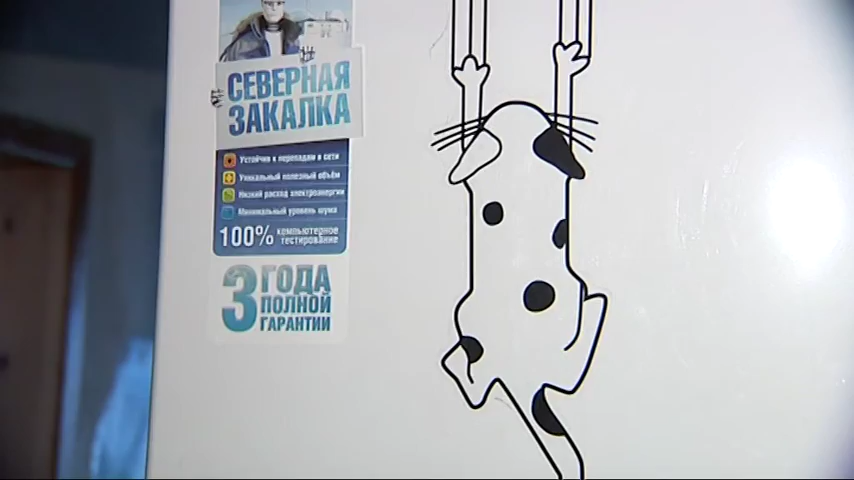 СЕВЕРНАЯ
ЗАКАЛКА
Устойчив к перепадам в сети
Уникальный полезный объём
Низкий расход электроэнергии
Минимальный уровень шума
100% компьютерное
тестирование
3 ГОДА
ПОЛНОЙ
ГАРАНТИИ